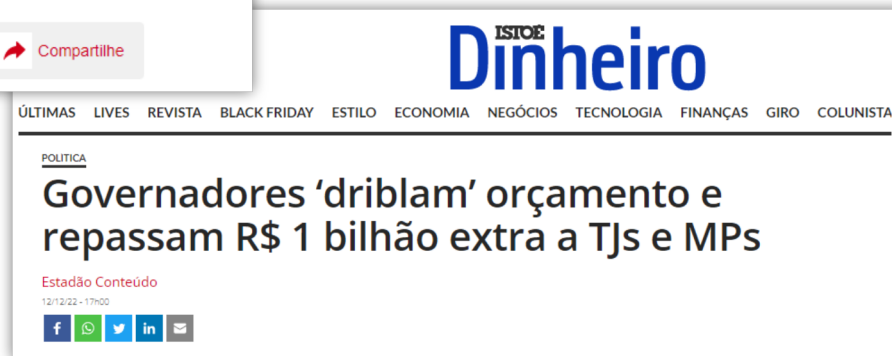 Compartilhe
ISTOÉ
Dinheiro
ÚLTIMAS LIVES REVISTA BLACK FRIDAY ESTILO ECONOMIA NEGÓCIOS TECNOLOGIA FINANÇAS GIRO COLUNISTA
POLITICA
Governadores ‘driblam’ orçamento e
repassam R$ 1 bilhão extra a TJs e MPs
Estadão Conteúdo
12/12/22 - 17h00